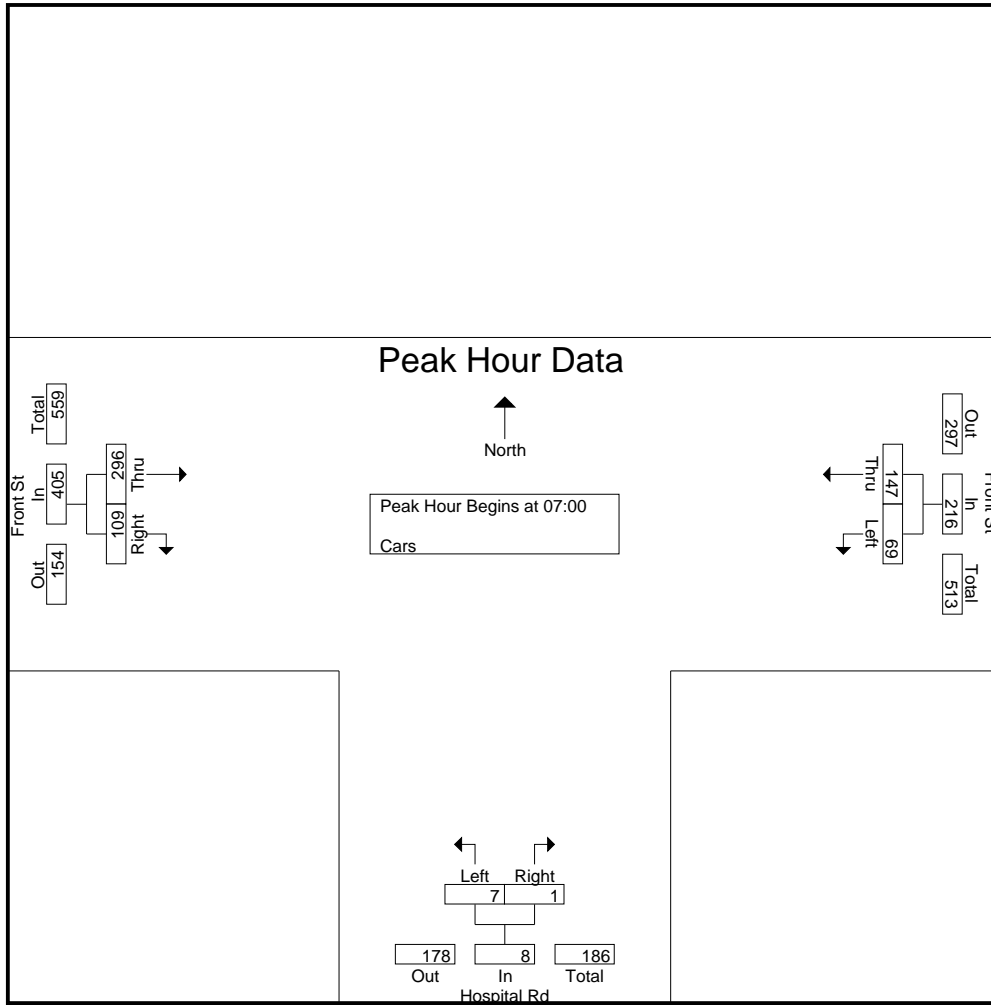 Peak Hour Data
North
Peak Hour Begins at 07:00
Cars
Front St
Total
559
In
405
Out
154
296
Thru
109
Right
Out
297
In
216
Total
513
Front St
147
Thru
69
Left
Left
Right
7
1
178
8
186
Out
In
Total
Hospital Rd